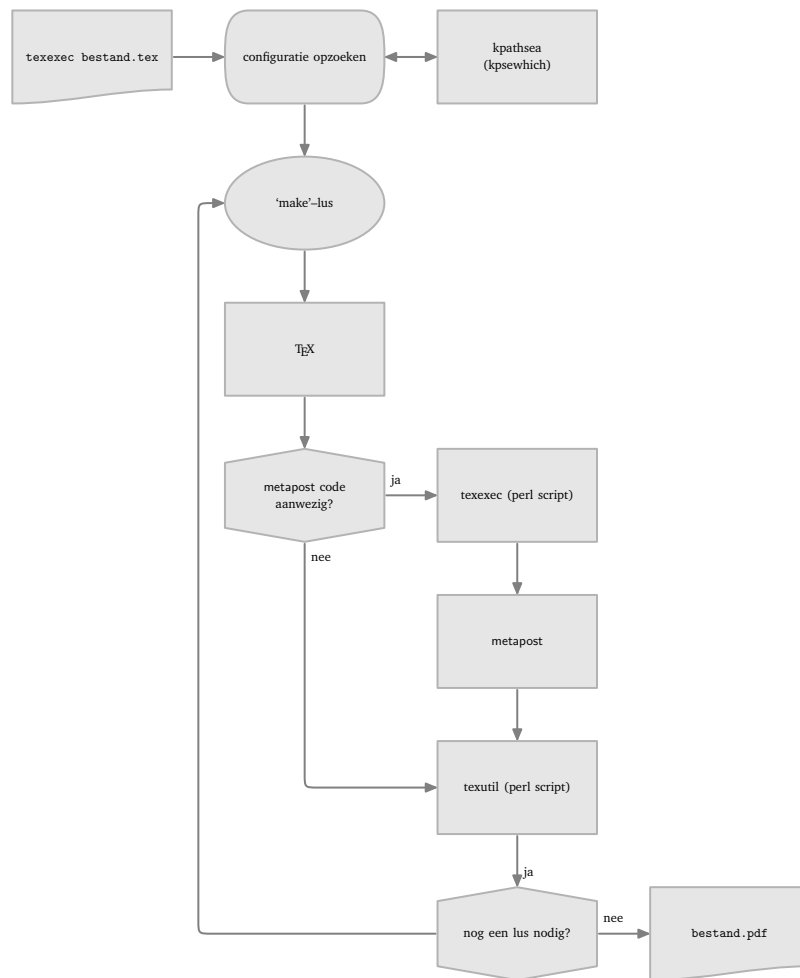 texexec bestand.tex
configuratie opzoeken
kpathsea
(kpsewhich)
‘make’–lus
TEX
metapost code
aanwezig?
ja
texexec (perl script)
nee
metapost
texutil (perl script)
ja
nog een lus nodig?
nee
bestand.pdf